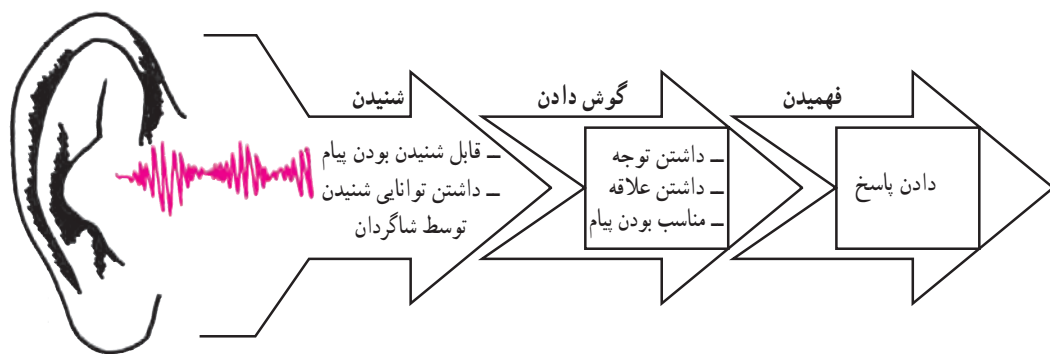 شنیدن
ـ قابل شنیدن بودن پیام
ـ داشتن توانایی شنیدن
توسط شاگردان
گوش دادن
ـ داشتن توجه
ـ داشتن علاقه
ـ مناسب بودن پیام
فهمیدن
دادن پاسخ